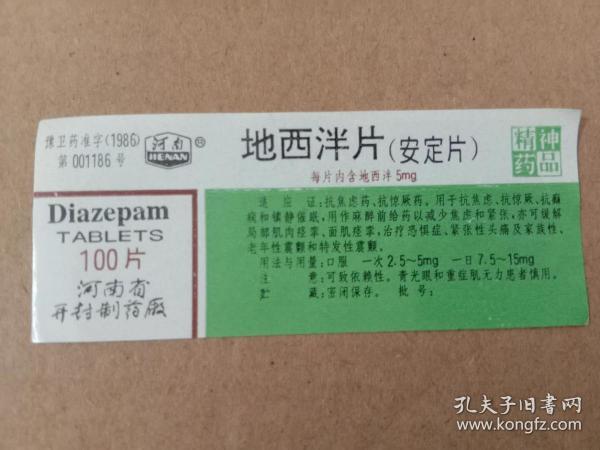 豫卫药准字(1986)
第 001186 号
河南
HENAN
地西泮片(安定片)
每片内含地西泮5mg
精神
药品
Diazepam
TABLETS
100片
河南省
开封制药厰
适应证:抗焦虑药、抗惊厥药。用于抗焦虑、抗惊厥、抗癫
痫和镇静催眠,用作麻醉前给药以减少焦虑和紧张,亦可缓解
局部肌肉痉挛、面肌痉挛,治疗恐惧症、紧张性头痛及家族性、
老年性震颤和特发性震颤。
用法与用量:口服 一次2.5~5mg 一日7.5~15mg
注意:可致依赖性。青光眼和重症肌无力患者慎用。
贮藏:密闭保存。 批号:
孔夫子旧书网
www.kongfz.com